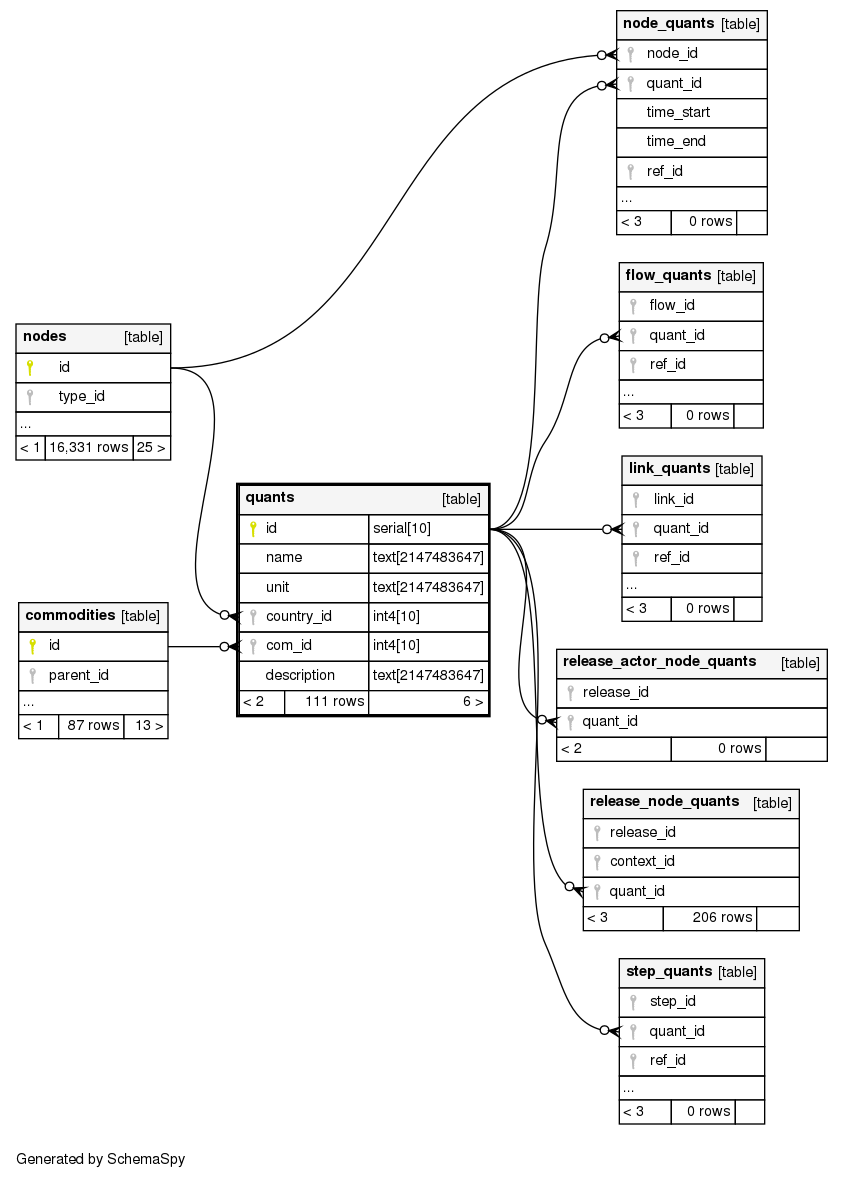 node_quants [table]
node_id
quant_id
time_start
time_end
ref_id
...
< 3 0 rows
flow_quants [table]
flow_id
quant_id
ref_id
...
< 3 0 rows
nodes [table]
id
type_id
...
< 1 16,331 rows 25 >
link_quants [table]
link_id
quant_id
ref_id
...
< 3 0 rows
quants [table]
id serial[10]
name text[2147483647]
unit text[2147483647]
country_id int4[10]
com_id int4[10]
description text[2147483647]
< 2 111 rows 6 >
commodities [table]
id
parent_id
...
< 1 87 rows 13 >
release_actor_node_quants [table]
release_id
quant_id
< 2 0 rows
release_node_quants [table]
release_id
context_id
quant_id
< 3 206 rows
step_quants [table]
step_id
quant_id
ref_id
...
< 3 0 rows
Generated by SchemaSpy